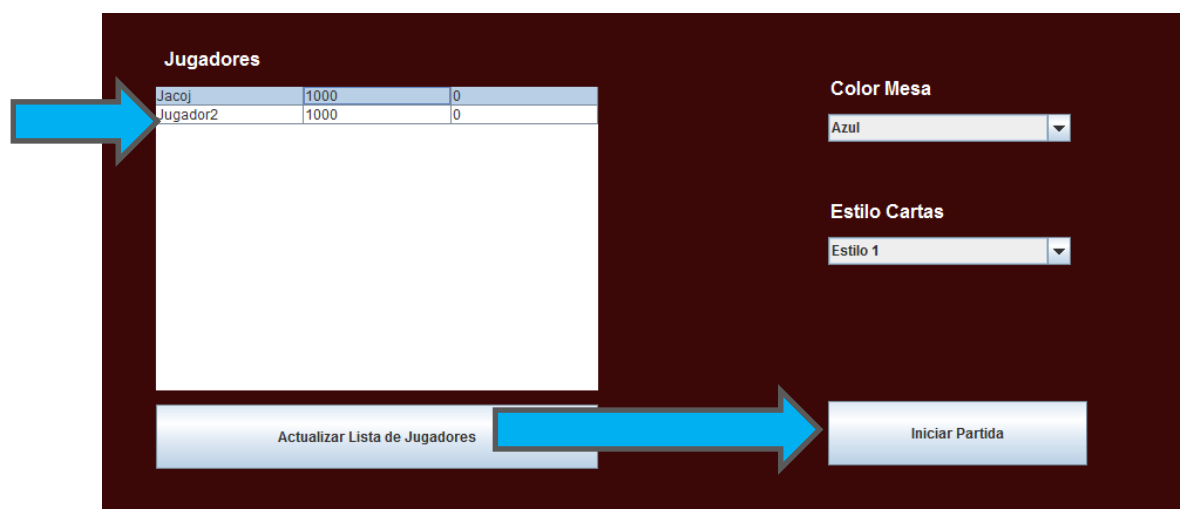 Jugadores
Jacoj 1000 0
Jugador2 1000 0
Actualizar Lista de Jugadores
Color Mesa
Azul
Estilo Cartas
Estilo 1
Iniciar Partida